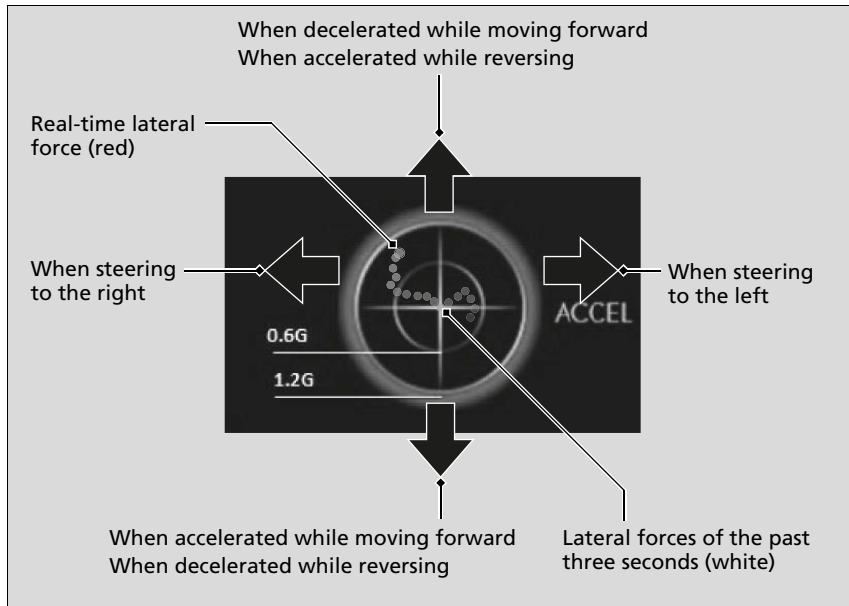 When decelerated while moving forward
When accelerated while reversing
Real-time lateral
force (red)
When steering
to the right
When steering
to the left
ACCEL
0.6G
1.2G
When accelerated while moving forward
When decelerated while reversing
Lateral forces of the past
three seconds (white)